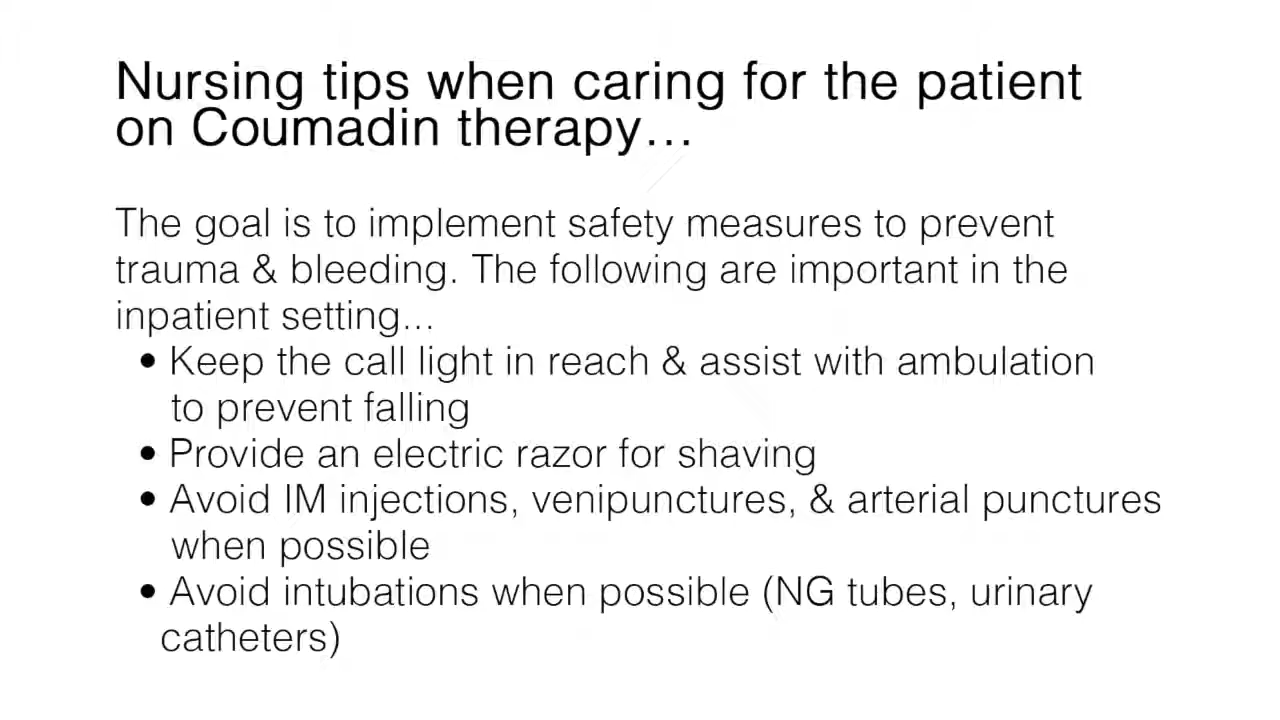 Nursing tips when caring for the patient
on Coumadin therapy...
The goal is to implement safety measures to prevent
trauma & bleeding. The following are important in the
inpatient setting...
• Keep the call light in reach & assist with ambulation
to prevent falling
• Provide an electric razor for shaving
• Avoid IM injections, venipunctures, & arterial punctures
when possible
• Avoid intubations when possible (NG tubes, urinary
catheters)